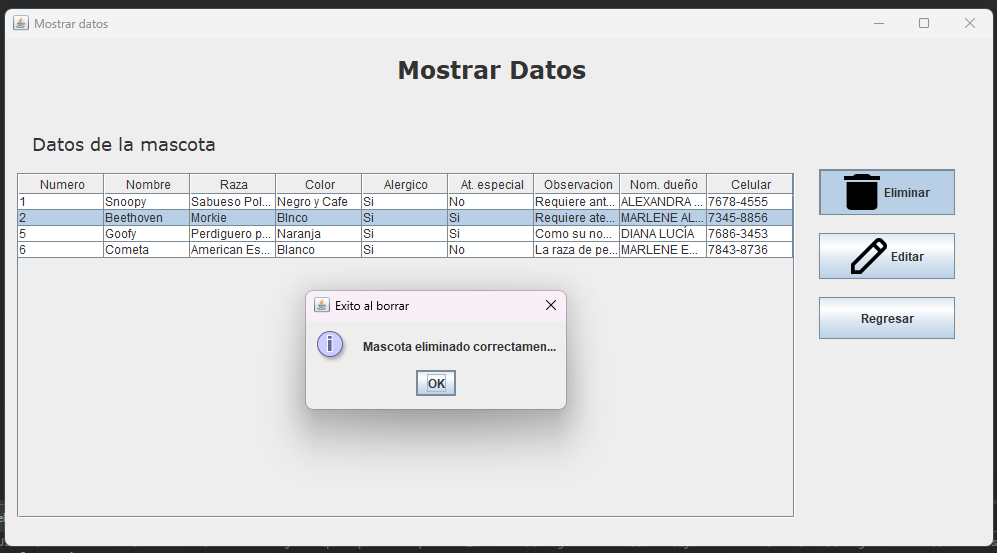 Mostrar datos
Mostrar Datos
Datos de la mascota
Numero Nombre Raza Color Alergico At. especial Observacion Nom. dueño Celular
1 Snoopy Sabueso Pol... Negro y Cafe Si No Requiere ant... ALEXANDRA ... 7678-4555
2 Beethoven Morkie Blnco Si Si Requiere ate... MARLENE AL... 7345-8856
5 Goofy Perdiguero p... Naranja Si Si Como su no... DIANA LUCÍA 7686-3453
6 Cometa American Es... Blanco Si No La raza de pe... MARLENE E... 7843-8736
Eliminar
Editar
Regresar
Exito al borrar
Mascota eliminado correctamen...
OK